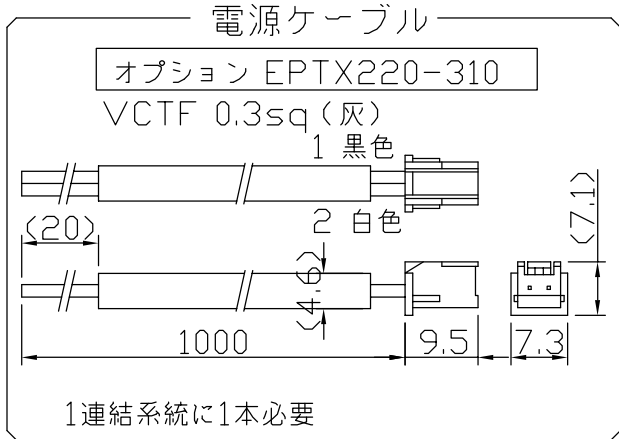 電源ケーブル
オプション EPTX220-310
VCTF 0.3sq (灰)
1 黒色
2 白色
(20)
(7.1)
(4.6)
1000
9.5
7.3
1連結系統に1本必要